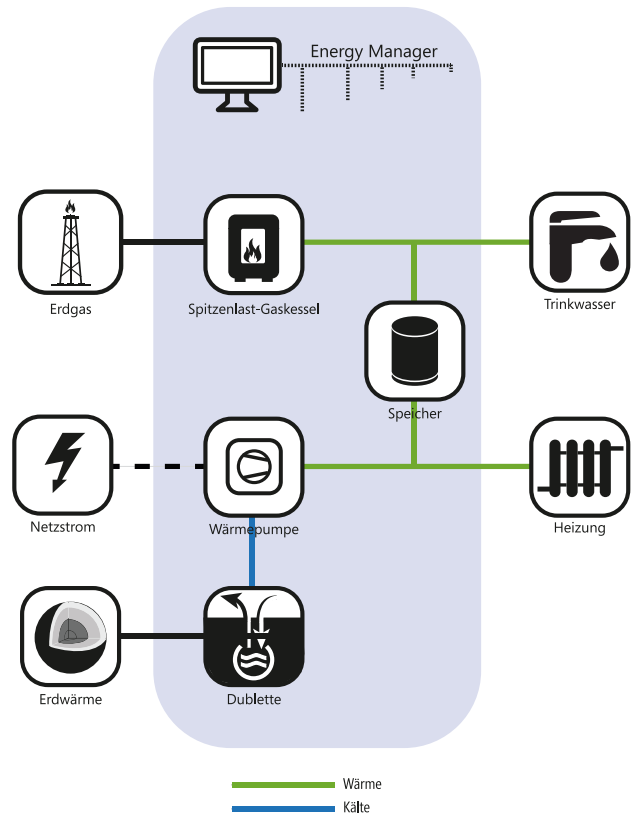 Energy Manager
Erdgas
Spitzenlast-Gaskessel
Trinkwasser
Speicher
Netzstrom
Wärmepumpe
Heizung
Erdwärme
Dublette
Wärme
Kälte